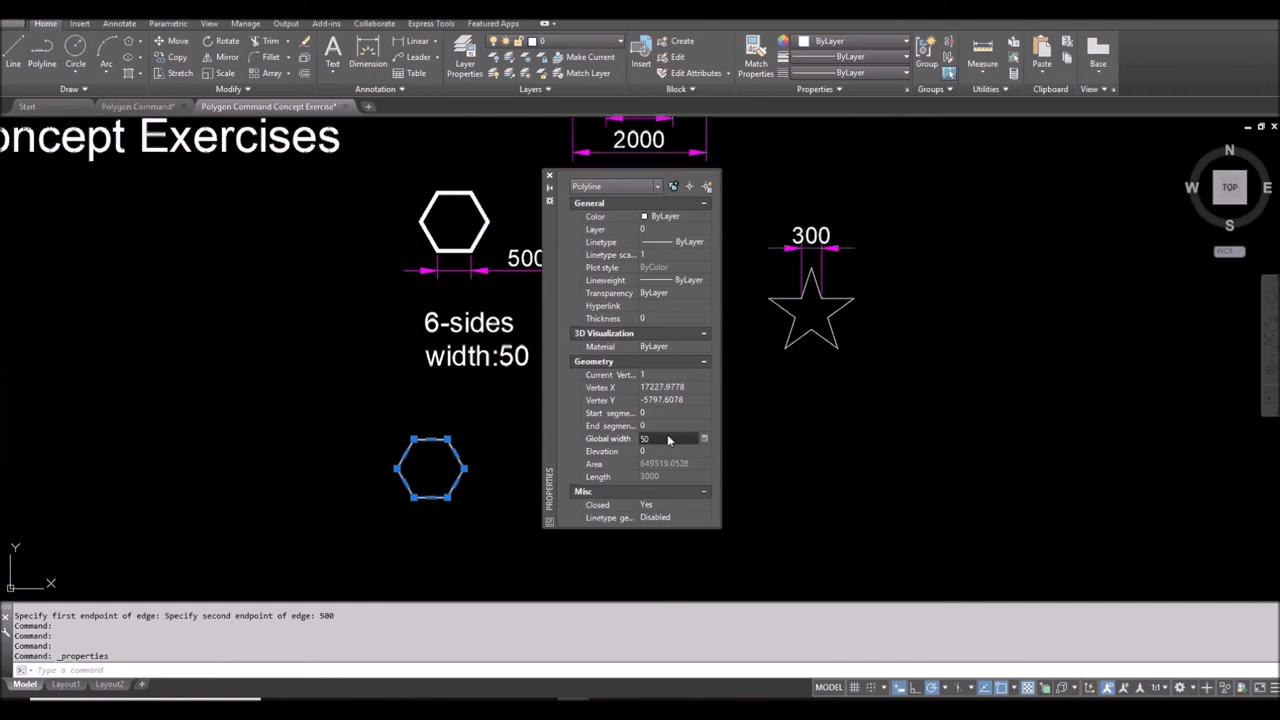 Home Insert Annotate Parametric View Manage Output Add-ins Collaborate Express Tools Featured Apps
Line Polyline Circle Arc
Move Rotate Trim
Copy Mirror Fillet
Stretch Scale Array
Text Dimension
Linear
Leader
Table
Layer Properties
0
Make Current
Match Layer
Insert
Create
Edit
Edit Attributes
Match Properties
ByLayer
ByLayer
ByLayer
Group
Measure
Paste
Base
Draw Modify Annotation Layers Block Properties Groups Utilities Clipboard View
Start Polygon Command* Polygon Command Concept Exercise*
oncept Exercises
2000
500
6-sides
width:50
300
N
W TOP E
S
WCS
Polyline
General
Color ByLayer
Layer 0
Linetype ByLayer
Linetype sca... 1
Plot style ByColor
Lineweight ByLayer
Transparency ByLayer
Hyperlink
Thickness 0
3D Visualization
Material ByLayer
Geometry
Current Vert... 1
Vertex X 17227.9778
Vertex Y -5797.6078
Start segme... 0
End segmen... 0
Global width 50
Elevation 0
Area 649519.0528
Length 3000
Misc
Closed Yes
Linetype ge... Disabled
PROPERTIES
Y
X
Specify first endpoint of edge: Specify second endpoint of edge: 500
Command:
Command:
Command:
Command: _properties
Type a command
Model Layout1 Layout2
MODEL 1:1